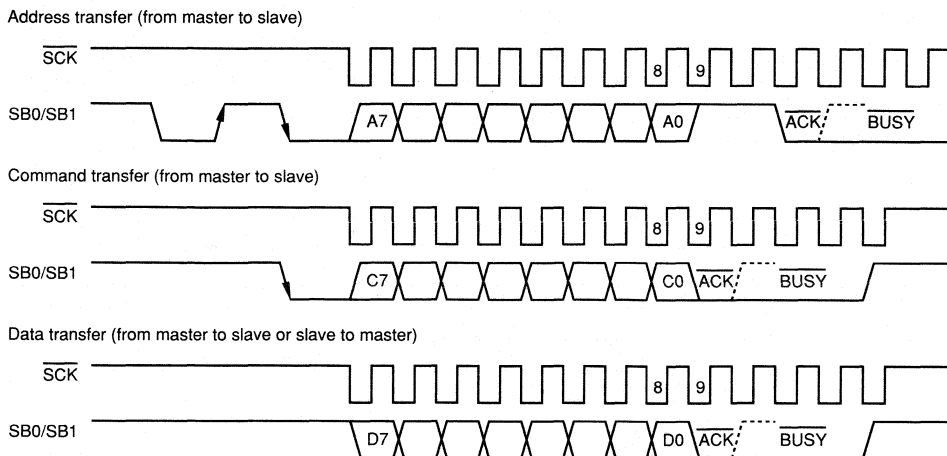 Address transfer (from master to slave)
SCK
8 9
SB0/SB1 A7 A0 ACK BUSY
Command transfer (from master to slave)
SCK
8 9
SB0/SB1 C7 C0 ACK BUSY
Data transfer (from master to slave or slave to master)
SCK
8 9
SB0/SB1 D7 D0 ACK BUSY